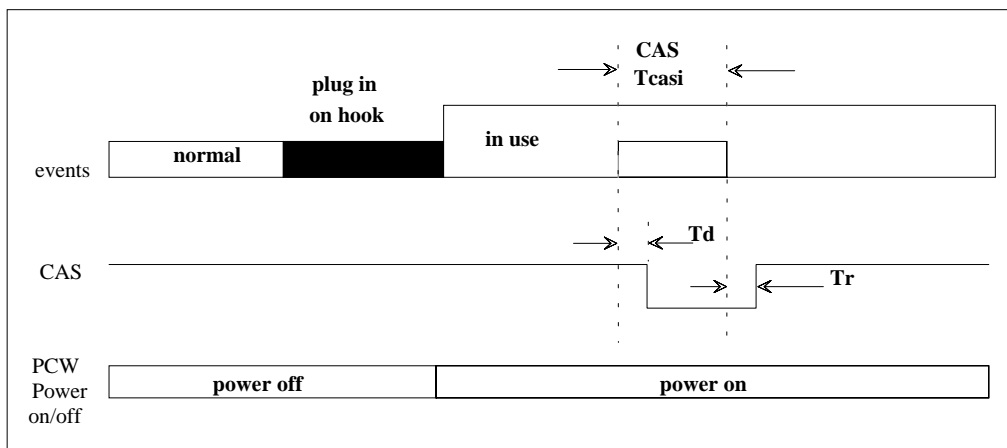 CAS
Tcasi
plug in
on hook
in use
normal
events
Td
CAS
Tr
PCW
Power
on/off
power off
power on